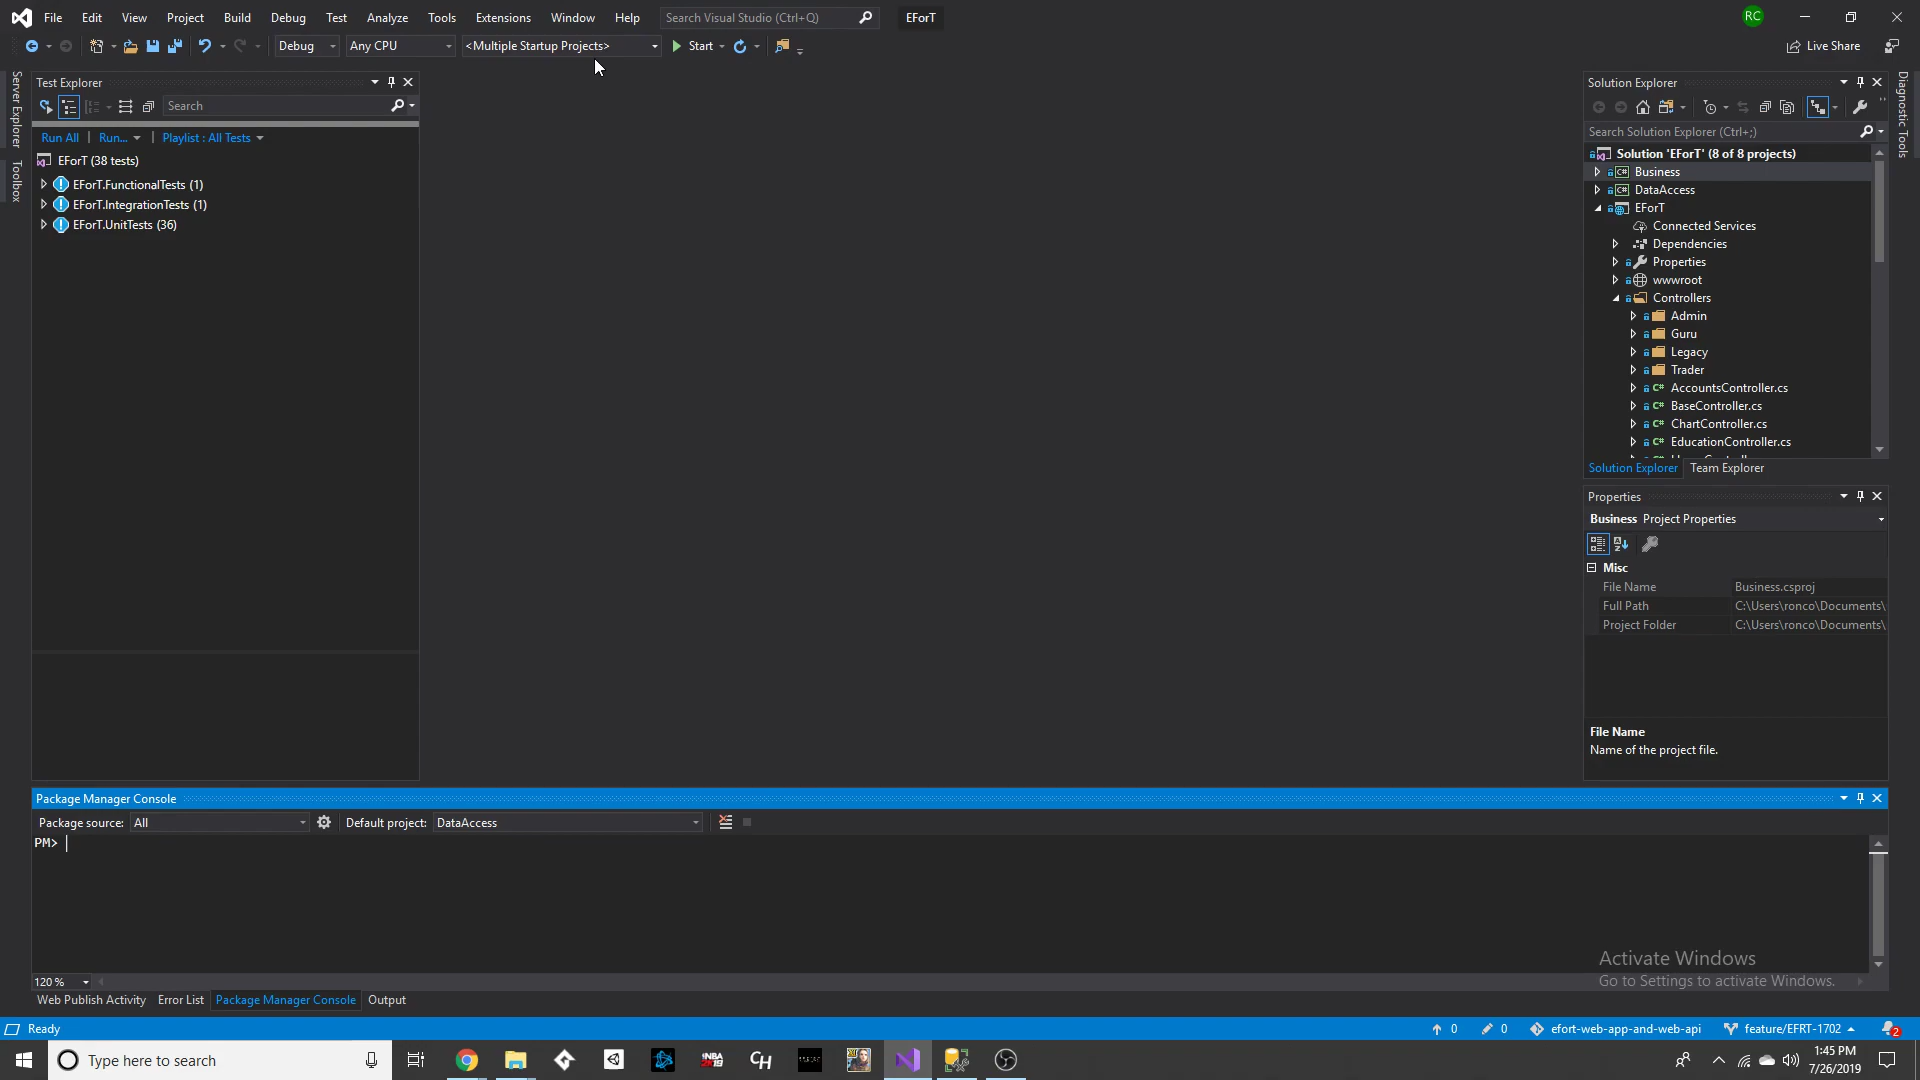 File Edit View Project Build Debug Test Analyze Tools Extensions Window Help Search Visual Studio (Ctrl+Q) EForT RC
Debug Any CPU <Multiple Startup Projects> Start Live Share
Server Explorer
Toolbox
Test Explorer
Search
Run All | Run... | Playlist : All Tests
EForT (38 tests)
EForT.FunctionalTests (1)
EForT.IntegrationTests (1)
EForT.UnitTests (36)
Solution Explorer
Search Solution Explorer (Ctrl+;)
Solution 'EForT' (8 of 8 projects)
Business
DataAccess
EForT
Connected Services
Dependencies
Properties
wwwroot
Controllers
Admin
Guru
Legacy
Trader
AccountsController.cs
BaseController.cs
ChartController.cs
EducationController.cs
Solution Explorer Team Explorer
Diagnostic Tools
Properties
Business Project Properties
Misc
File Name Business.csproj
Full Path C:\Users\ronco\Documents\
Project Folder C:\Users\ronco\Documents\
File Name
Name of the project file.
Package Manager Console
Package source: All Default project: DataAccess
PM>
Activate Windows
Go to Settings to activate Windows.
120 %
Web Publish Activity Error List Package Manager Console Output
Ready 0 0 efort-web-app-and-web-api feature/EFRT-1702 2
Type here to search
1:45 PM
7/26/2019